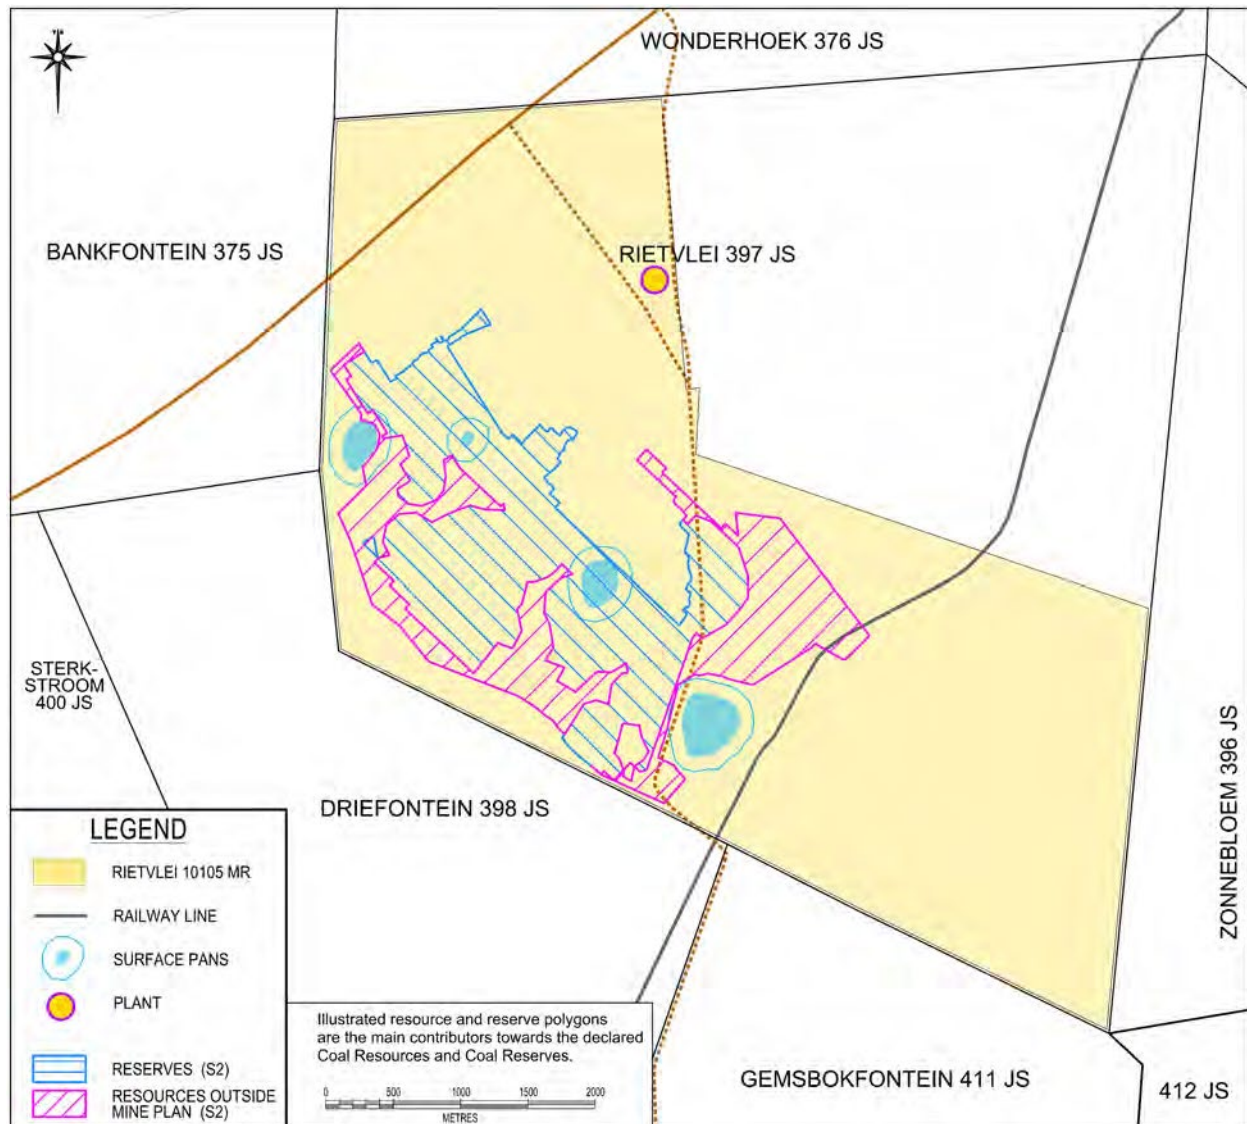 WONDERHOEK 376 JS
BANKFONTEIN 375 JS
RIETVLEI 397 JS
STERK-
STROOM
400 JS
DRIEFONTEIN 398 JS
ZONNEBLOEM 396 JS
GEMSBOKFONTEIN 411 JS
412 JS
LEGEND
RIETVLEI 10105 MR
RAILWAY LINE
SURFACE PANS
PLANT
RESERVES (S2)
RESOURCES OUTSIDE
MINE PLAN (S2)
Illustrated resource and reserve polygons
are the main contributors towards the declared
Coal Resources and Coal Reserves.
0 500 1000 1500 2000
METRES